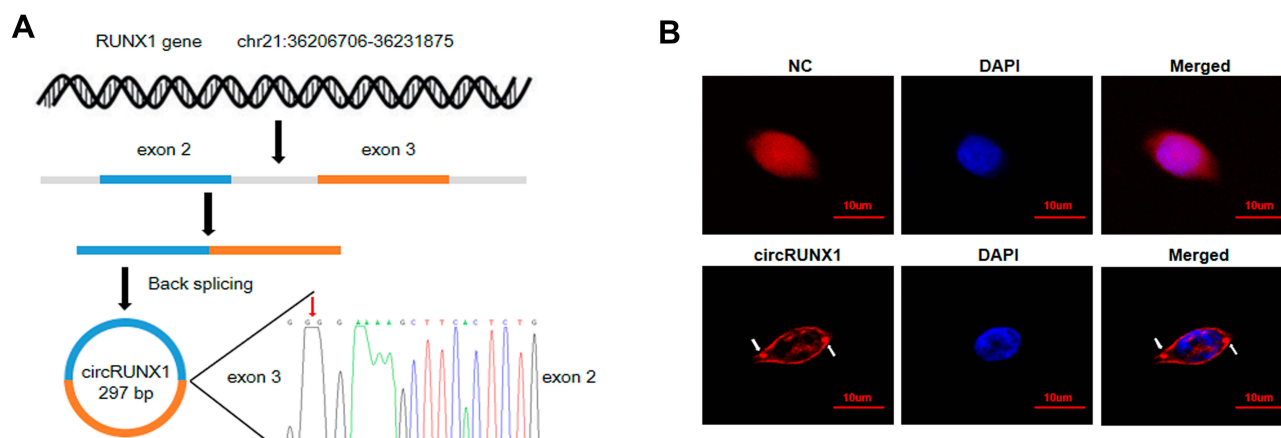 A
RUNX1 gene chr21:36206706-36231875
exon 2 exon 3
Back splicing
circRUNX1
297 bp
exon 3
G G G G A A A A G C T T C A C T C T G
exon 2
B
NC DAPI Merged
10um 10um 10um
circRUNX1 DAPI Merged
10um 10um 10um